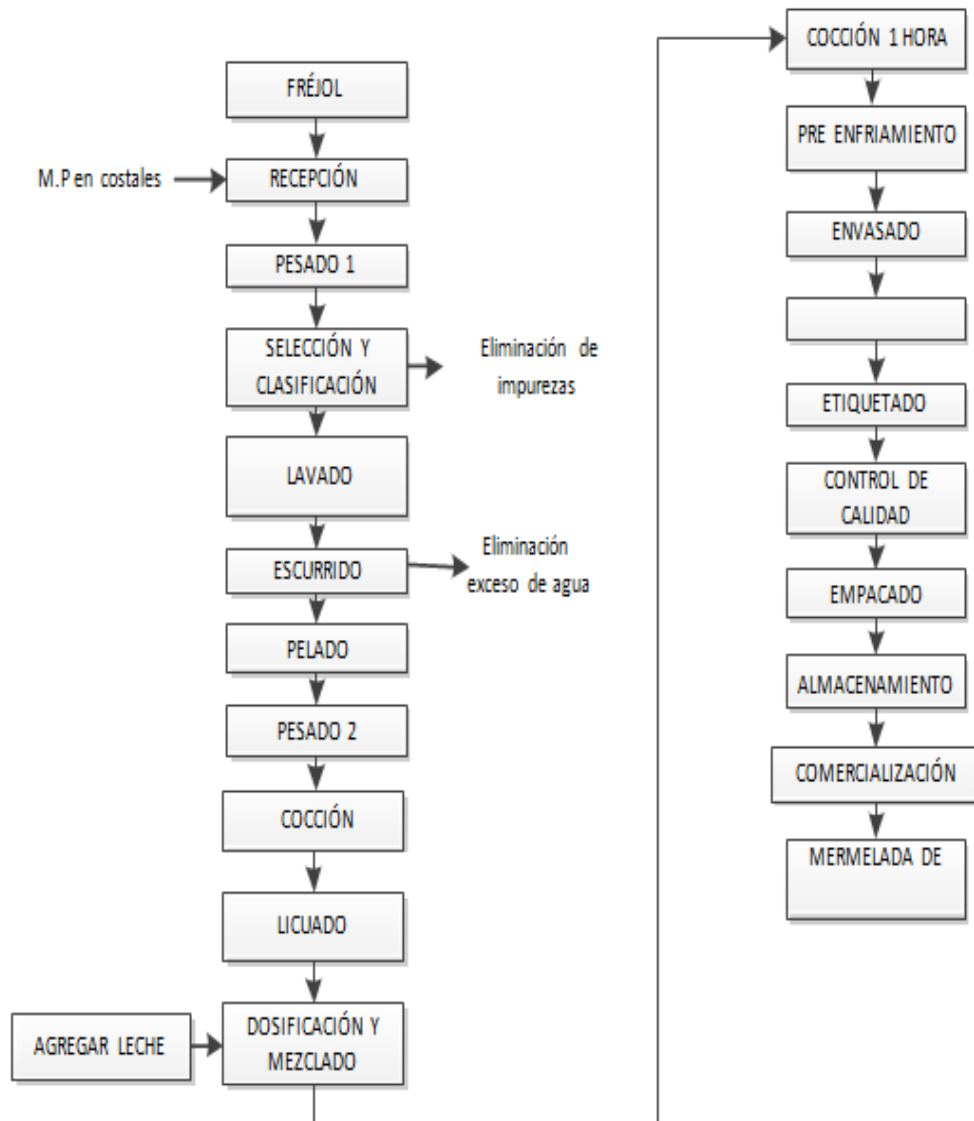 FRÉJOL
M.P en costales
RECEPCIÓN
PESADO 1
SELECCIÓN Y
CLASIFICACIÓN
Eliminación de
impurezas
LAVADO
ESCURRIDO
Eliminación
exceso de agua
PELADO
PESADO 2
COCCIÓN
LICUADO
AGREGAR LECHE
DOSIFICACIÓN Y
MEZCLADO
COCCIÓN 1 HORA
PRE ENFRIAMIENTO
ENVASADO
ETIQUETADO
CONTROL DE
CALIDAD
EMPACADO
ALMACENAMIENTO
COMERCIALIZACIÓN
MERMELADA DE